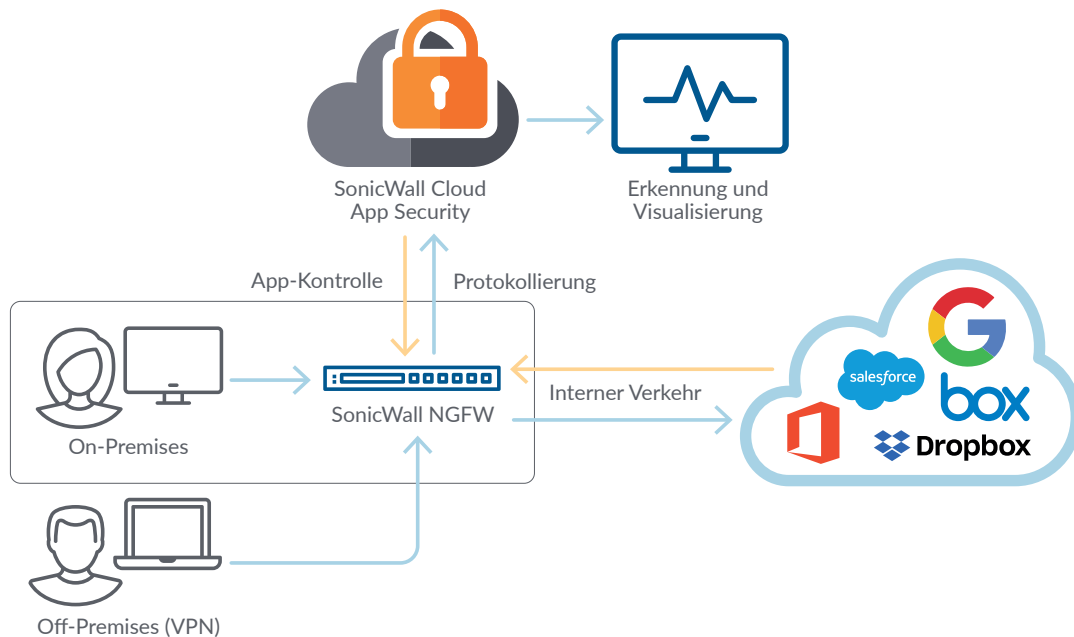 SonicWall Cloud
App Security
Erkennung und
Visualisierung
App-Kontrolle
Protokollierung
On-Premises
SonicWall NGFW
Interner Verkehr
salesforce
box
Dropbox
Off-Premises (VPN)